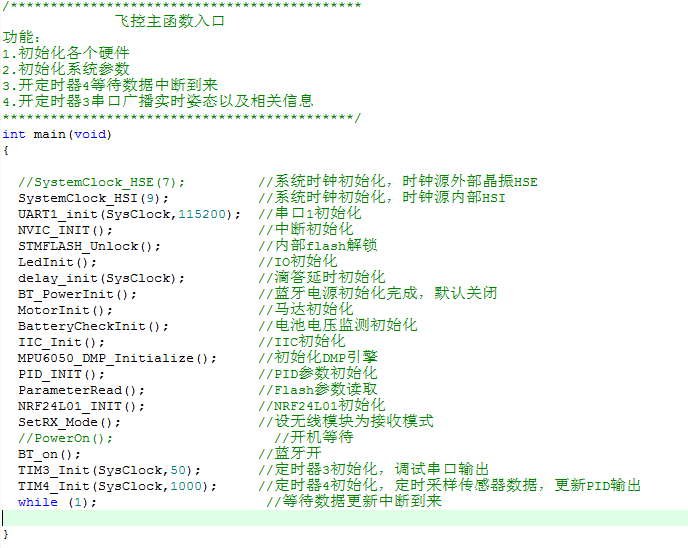 /********************************************
飞控主函数入口
功能：
1.初始化各个硬件
2.初始化系统参数
3.开定时器4等待数据中断到来
4.开定时器3串口广播实时姿态以及相关信息
********************************************/
int main(void)
{
//SystemClock_HSE(7); //系统时钟初始化，时钟源外部晶振HSE
SystemClock_HSI(9); //系统时钟初始化，时钟源内部HSI
UART1_init(SysClock,115200); //串口1初始化
NVIC_INIT(); //中断初始化
STMFLASH_Unlock(); //内部flash解锁
LedInit(); //IO初始化
delay_init(SysClock); //滴答延时初始化
BT_PowerInit(); //蓝牙电源初始化完成，默认关闭
MotorInit(); //马达初始化
BatteryCheckInit(); //电池电压监测初始化
IIC_Init(); //IIC初始化
MPU6050_DMP_Initialize(); //初始化DMP引擎
PID_INIT(); //PID参数初始化
ParameterRead(); //Flash参数读取
NRF24L01_INIT(); //NRF24L01初始化
SetRX_Mode(); //设无线模块为接收模式
//PowerOn(); //开机等待
BT_on(); //蓝牙开
TIM3_Init(SysClock,50); //定时器3初始化，调试串口输出
TIM4_Init(SysClock,1000); //定时器4初始化，定时采样传感器数据，更新PID输出
while (1); //等待数据更新中断到来
}